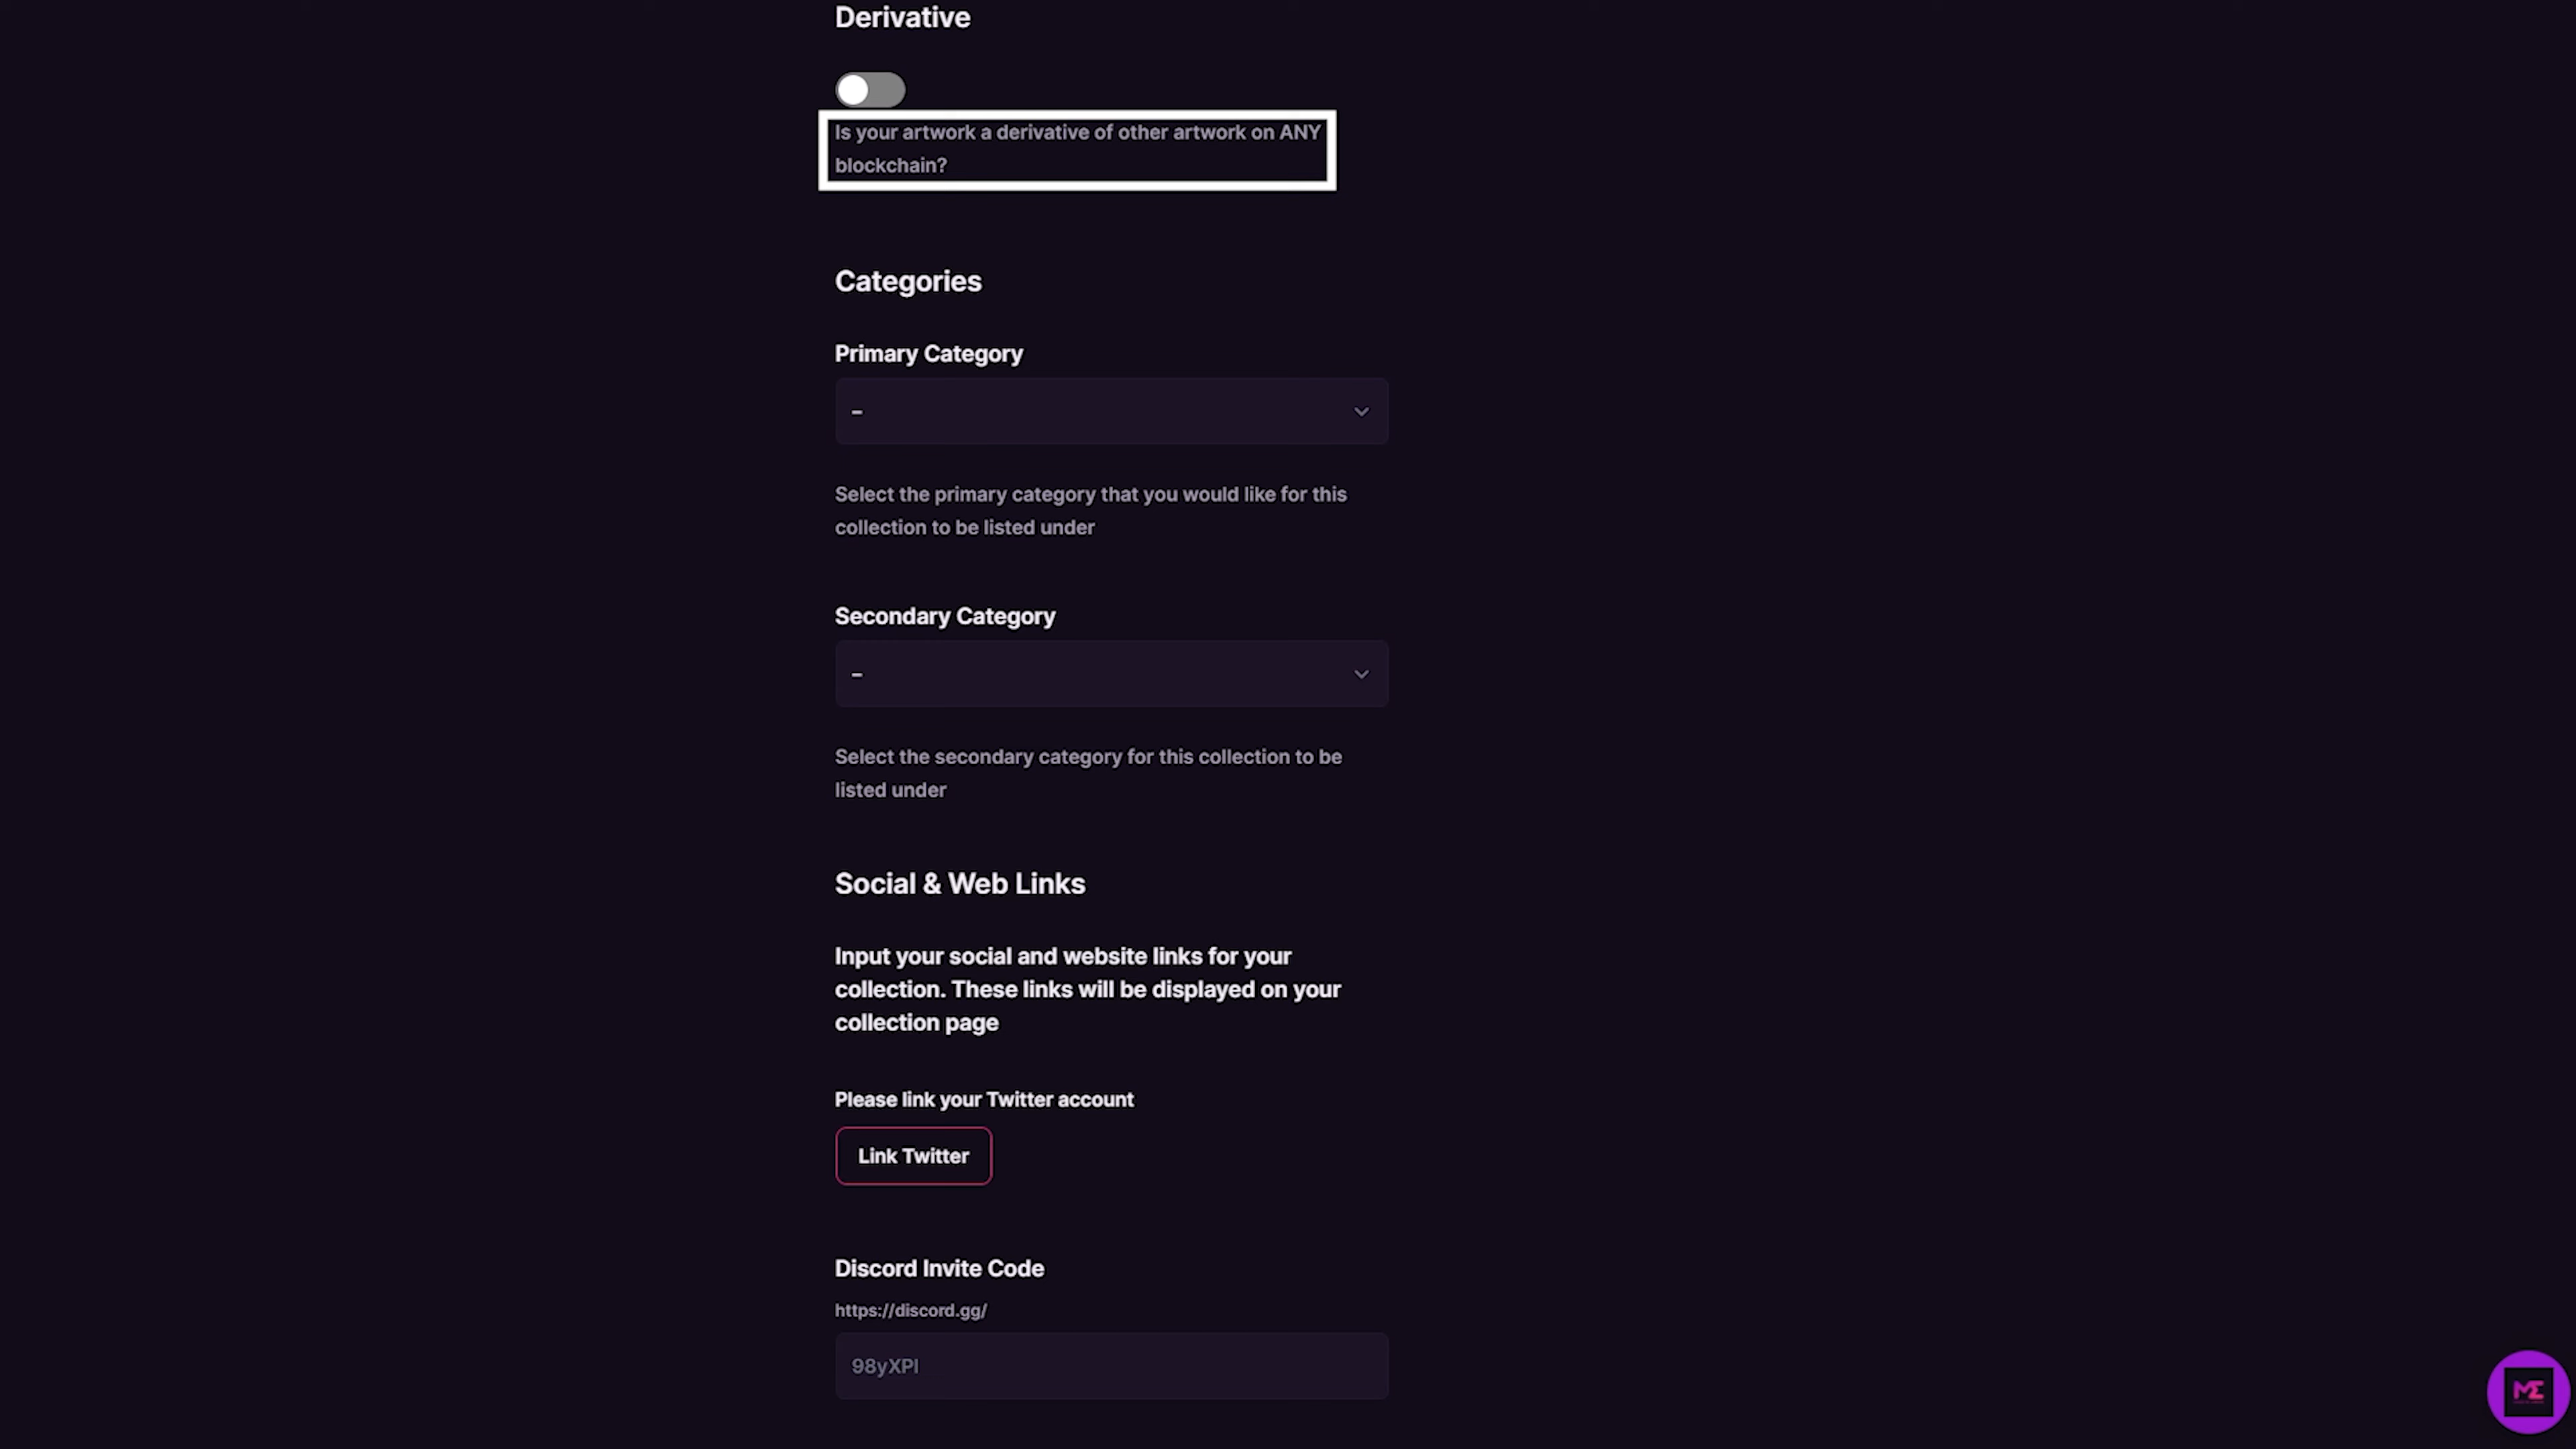 Derivative
Is your artwork a derivative of other artwork on ANY
blockchain?
Categories
Primary Category
-
Select the primary category that you would like for this
collection to be listed under
Secondary Category
-
Select the secondary category for this collection to be
listed under
Social & Web Links
Input your social and website links for your
collection. These links will be displayed on your
collection page
Please link your Twitter account
Link Twitter
Discord Invite Code
https://discord.gg/
98yXPl
ME